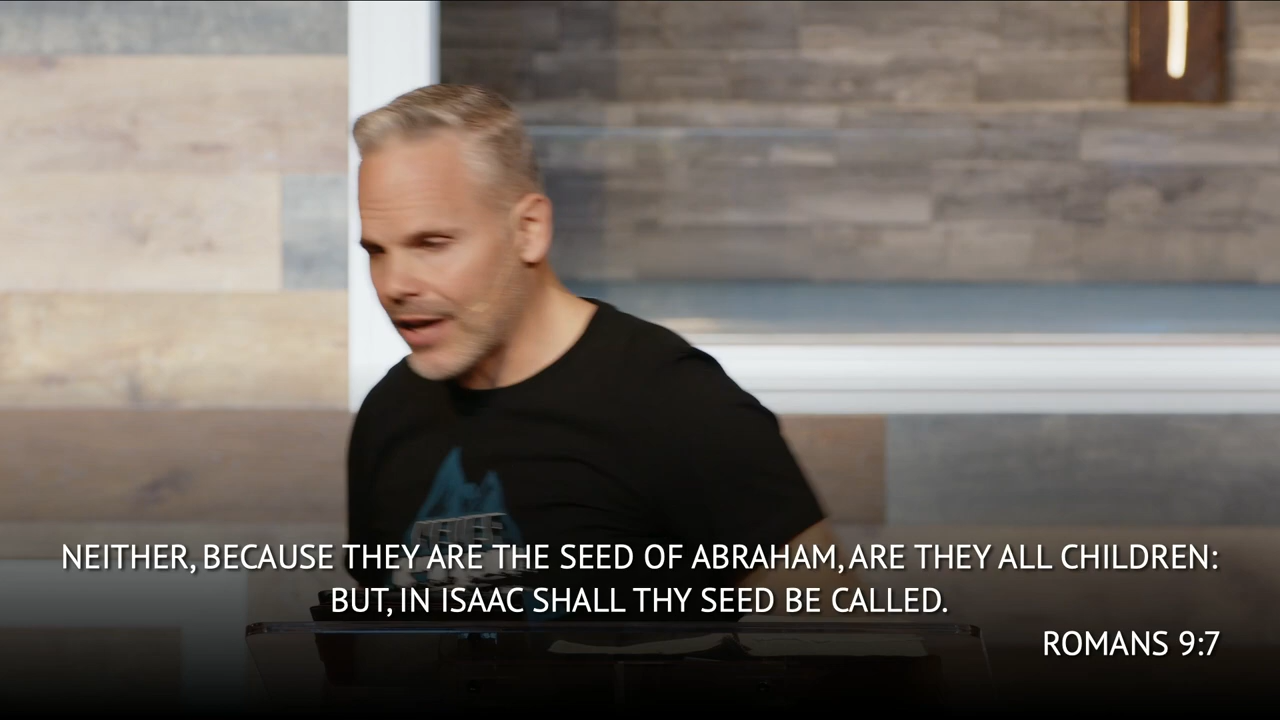 NEITHER, BECAUSE THEY ARE THE SEED OF ABRAHAM, ARE THEY ALL CHILDREN:
BUT, IN ISAAC SHALL THY SEED BE CALLED.
ROMANS 9:7